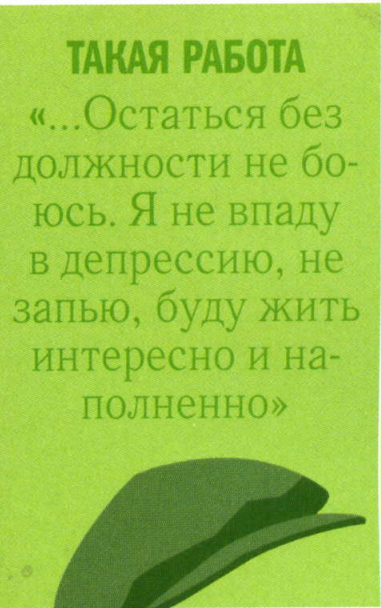 ТАКАЯ РАБОТА
«...Остаться без
должности не бо-
юсь. Я не впаду
в депрессию, не
запью, буду жить
интересно и на-
полненно»